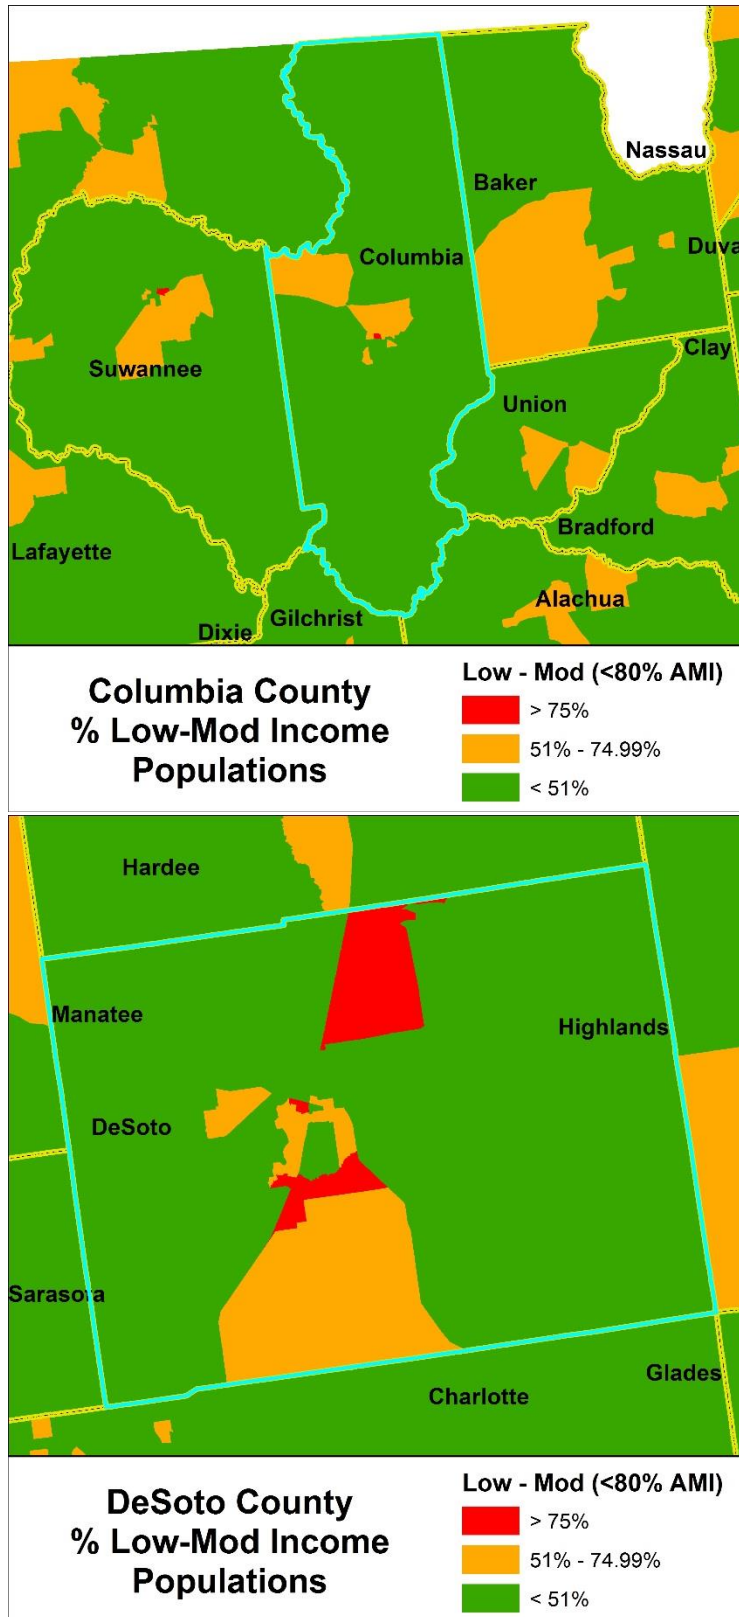 Nassau
Baker
Duva
Columbia
Clay
Suwannee
Union
Bradford
Lafayette
Alachua
Gilchrist
Dixie
Columbia County
% Low-Mod Income
Populations
Low - Mod (<80% AMI)
> 75%
51% - 74.99%
< 51%
Hardee
Manatee
Highlands
DeSoto
Sarasota
Glades
Charlotte
DeSoto County
% Low-Mod Income
Populations
Low - Mod (<80% AMI)
> 75%
51% - 74.99%
< 51%